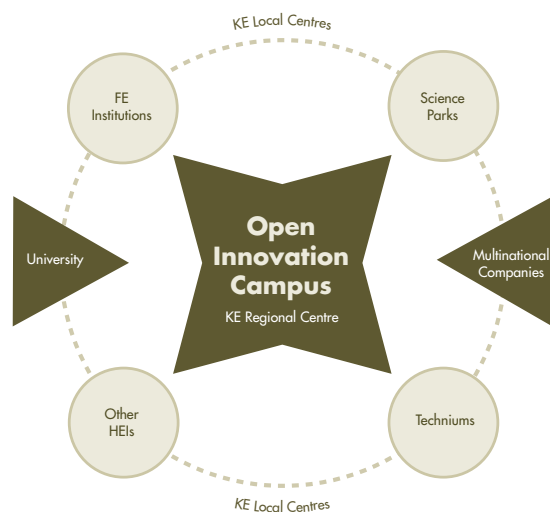 KE Local Centres
FE
Institutions
Science
Parks
Open
Innovation
Campus
KE Regional Centre
University
Multinational
Companies
Other
HEIs
Techniums
KE Local Centres